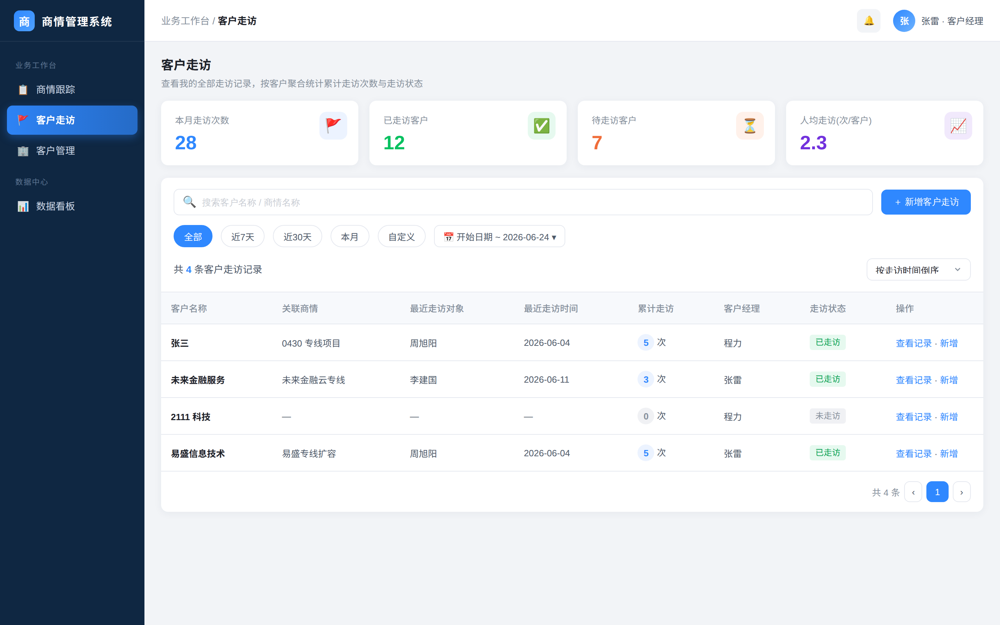 商 商情管理系统
业务工作台 / 客户走访
张 张雷 · 客户经理
业务工作台
商情跟踪
客户走访
客户管理
数据中心
数据看板
客户走访
查看我的全部走访记录，按客户聚合统计累计走访次数与走访状态
本月走访次数
28
已走访客户
12
待走访客户
7
人均走访(次/客户)
2.3
搜索客户名称 / 商情名称
+ 新增客户走访
全部 近7天 近30天 本月 自定义 开始日期 ~ 2026-06-24 ▾
共 4 条客户走访记录
按走访时间倒序
客户名称 关联商情 最近走访对象 最近走访时间 累计走访 客户经理 走访状态 操作
张三 0430 专线项目 周旭阳 2026-06-04 5 次 程力 已走访 查看记录 · 新增
未来金融服务 未来金融云专线 李建国 2026-06-11 3 次 张雷 已走访 查看记录 · 新增
2111 科技 — — — 0 次 程力 未走访 查看记录 · 新增
易盛信息技术 易盛专线扩容 周旭阳 2026-06-04 5 次 张雷 已走访 查看记录 · 新增
共 4 条 ‹ 1 ›